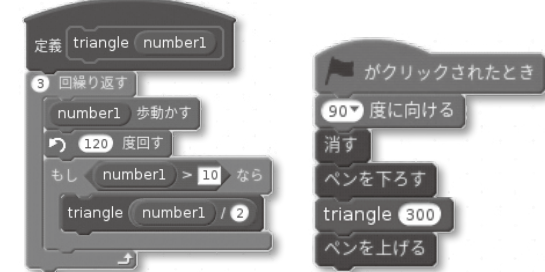 定義 triangle number1
3 回繰り返す
number1 歩動かす
120 度回す
もし number1 > 10 なら
triangle number1 / 2
がクリックされたとき
90 度に向ける
消す
ペンを下ろす
triangle 300
ペンを上げる